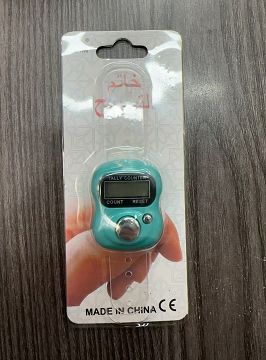 خاتم
TALLY COUNTER
COUNT RESET
MADE IN CHINA CE